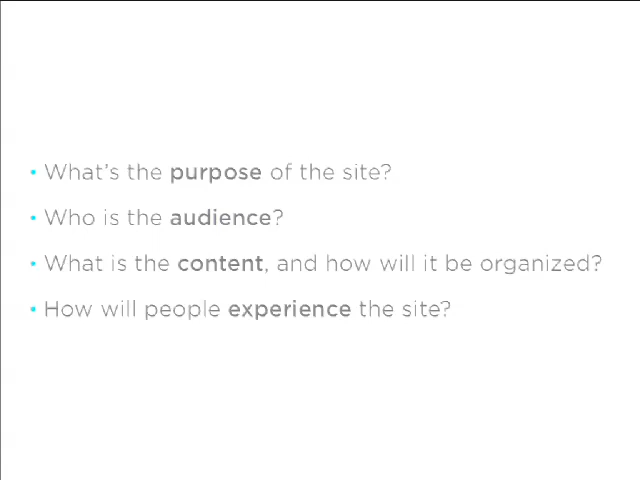 • What's the purpose of the site?
• Who is the audience?
• What is the content, and how will it be organized?
• How will people experience the site?